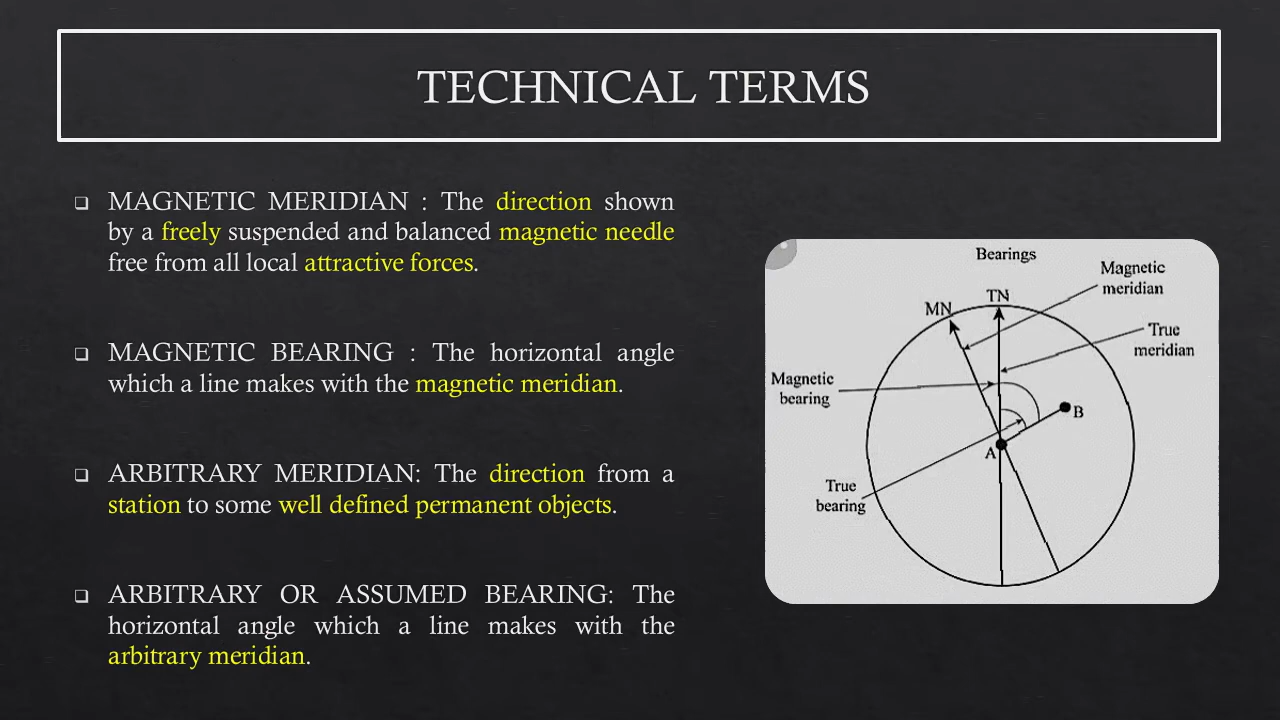 TECHNICAL TERMS
❑ MAGNETIC MERIDIAN : The direction shown
by a freely suspended and balanced magnetic needle
free from all local attractive forces.
❑ MAGNETIC BEARING : The horizontal angle
which a line makes with the magnetic meridian.
❑ ARBITRARY MERIDIAN: The direction from a
station to some well defined permanent objects.
❑ ARBITRARY OR ASSUMED BEARING: The
horizontal angle which a line makes with the
arbitrary meridian.
Bearings
Magnetic
meridian
TN
MN
True
meridian
Magnetic
bearing
B
A
True
bearing